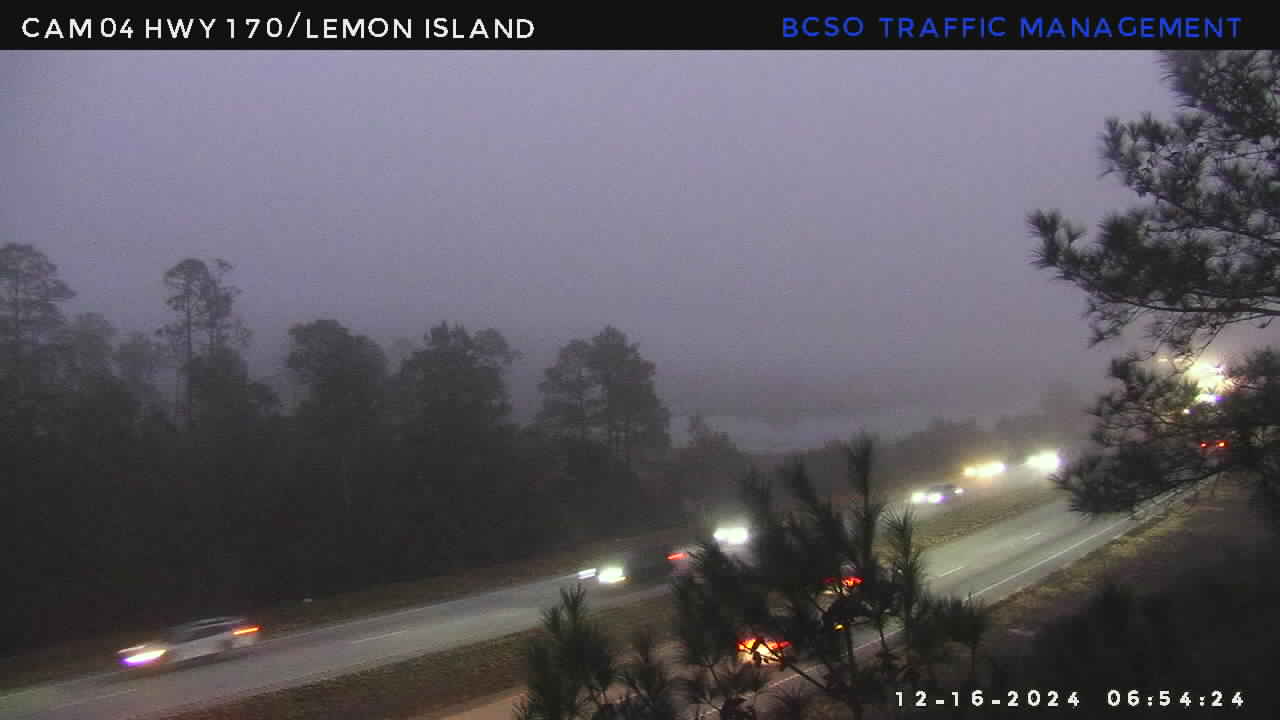 CAM04 HWY 170/LEMON ISLAND
BCSO TRAFFIC MANAGEMENT
12-16-2024 06:54:24